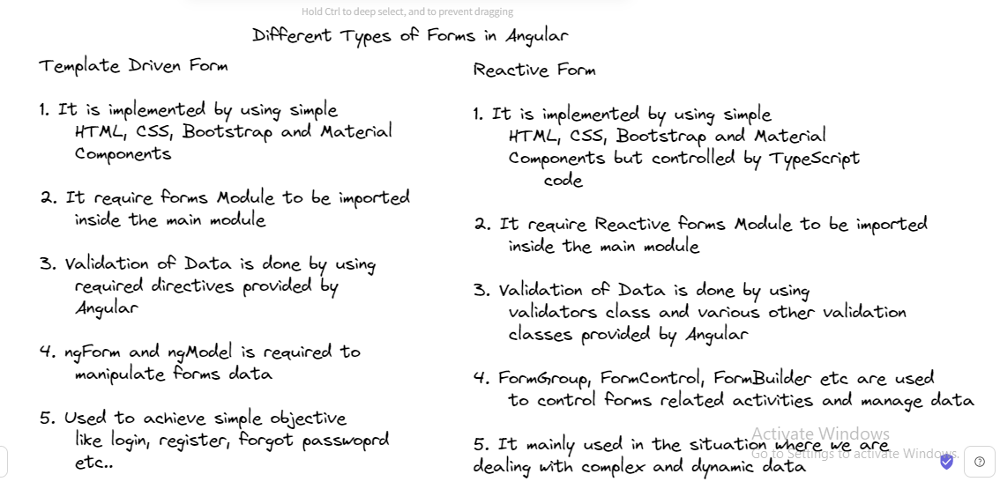 Hold Ctrl to deep select, and to prevent dragging
Different Types of Forms in Angular
Template Driven Form
1. It is implemented by using simple
HTML, CSS, Bootstrap and Material
Components
2. It require forms Module to be imported
inside the main module
3. Validation of Data is done by using
required directives provided by
Angular
4. ngForm and ngModel is required to
manipulate forms data
5. Used to achieve simple objective
like login, register, forgot passwoprd
etc..
Reactive Form
1. It is implemented by using simple
HTML, CSS, Bootstrap and Material
Components but controlled by TypeScript
code
2. It require Reactive forms Module to be imported
inside the main module
3. Validation of Data is done by using
validators class and various other validation
classes provided by Angular
4. FormGroup, FormControl, FormBuilder etc are used
to control forms related activities and manage data
5. It mainly used in the situation where we are
dealing with complex and dynamic data
Activate Windows
Go to Settings to activate Windows.